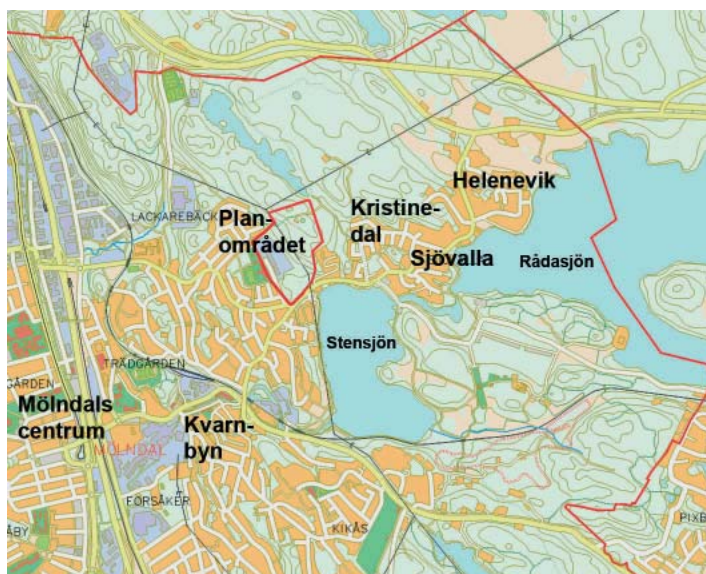 Helenevik
Kristine-
dal
LACKAREBÄCK
Plan-
området
Sjövalla
Rådasjön
Stensjön
TRÄDGÅRDEN
GÅRDEN
Mölndals
centrum
Kvarn-
byn
MÖLNDAL
FORSÅKER
KIKÅS
ÅBY
PIXB